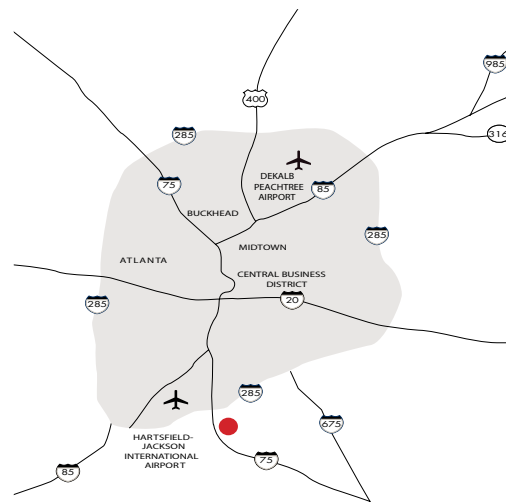 985
400
316
285
DEKALB
PEACHTREE
AIRPORT
75
85
BUCKHEAD
285
MIDTOWN
ATLANTA
CENTRAL BUSINESS
DISTRICT
285
20
285
675
HARTSFIELD-
JACKSON
INTERNATIONAL
AIRPORT
75
85